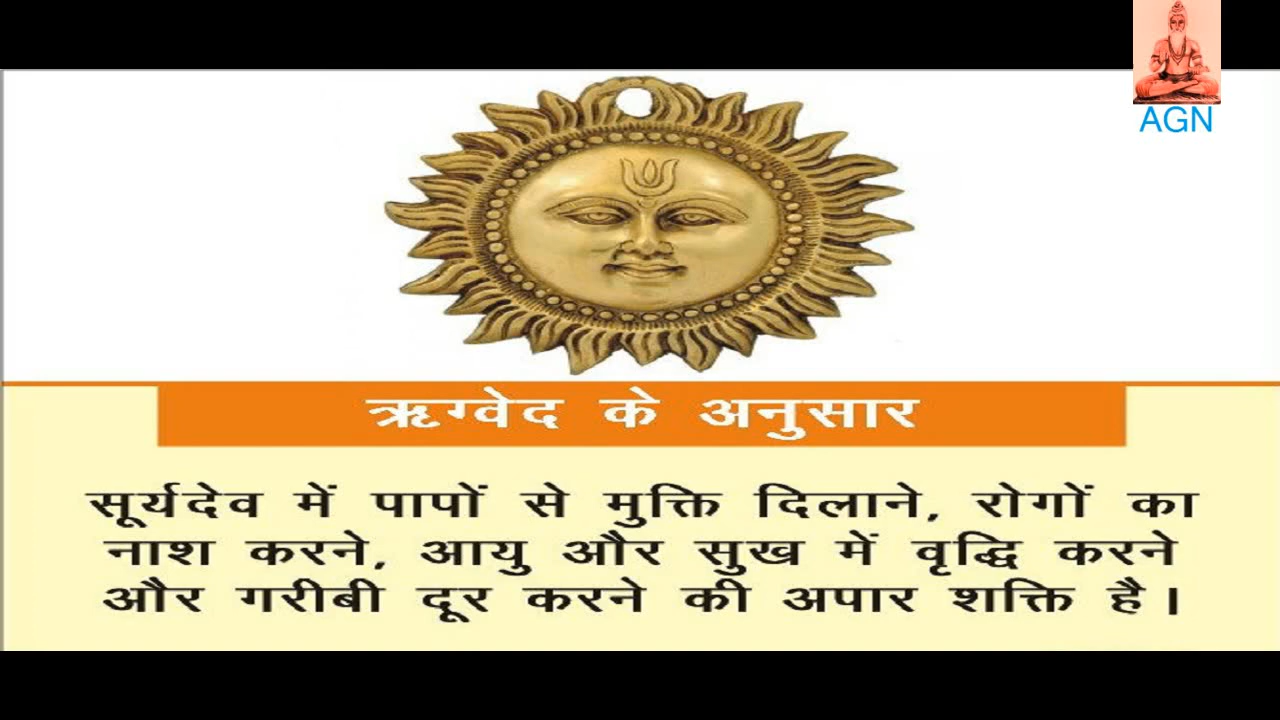 AGN
ऋग्वेद के अनुसार
सूर्यदेव में पापों से मुक्ति दिलाने, रोगों का
नाश करने, आयु और सुख में वृद्धि करने
और गरीबी दूर करने की अपार शक्ति है।